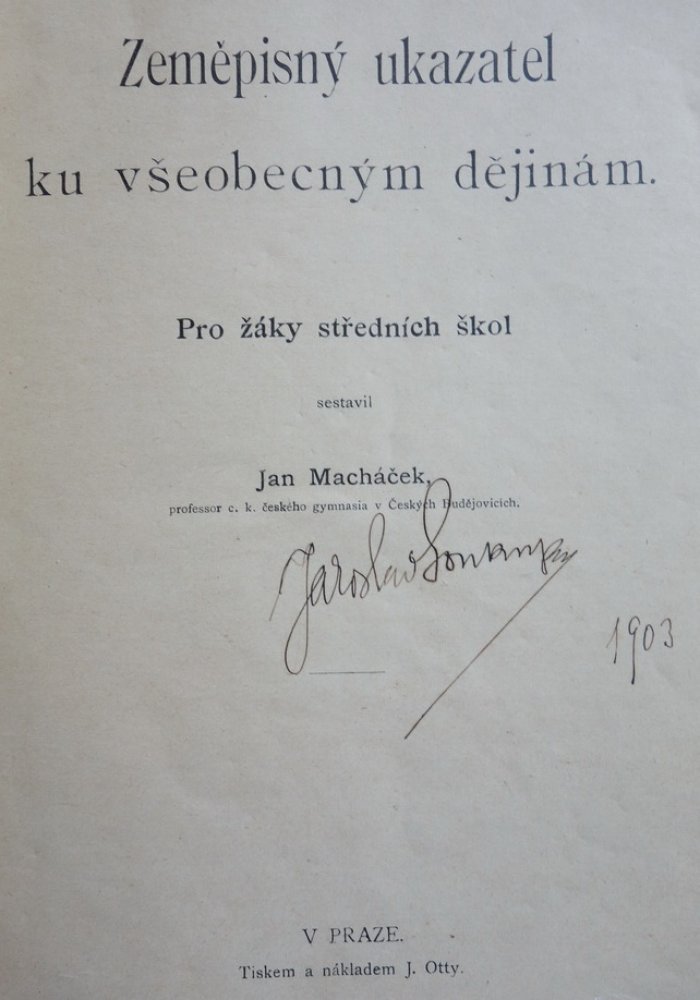 Zeměpisný ukazatel
ku všeobecným dějinám.
Pro žáky středních škol
sestavil
Jan Macháček,
professor c. k. českého gymnasia v Českých Budějovicích.
Jaroslav
1903
V PRAZE.
Tiskem a nákladem J. Otty.